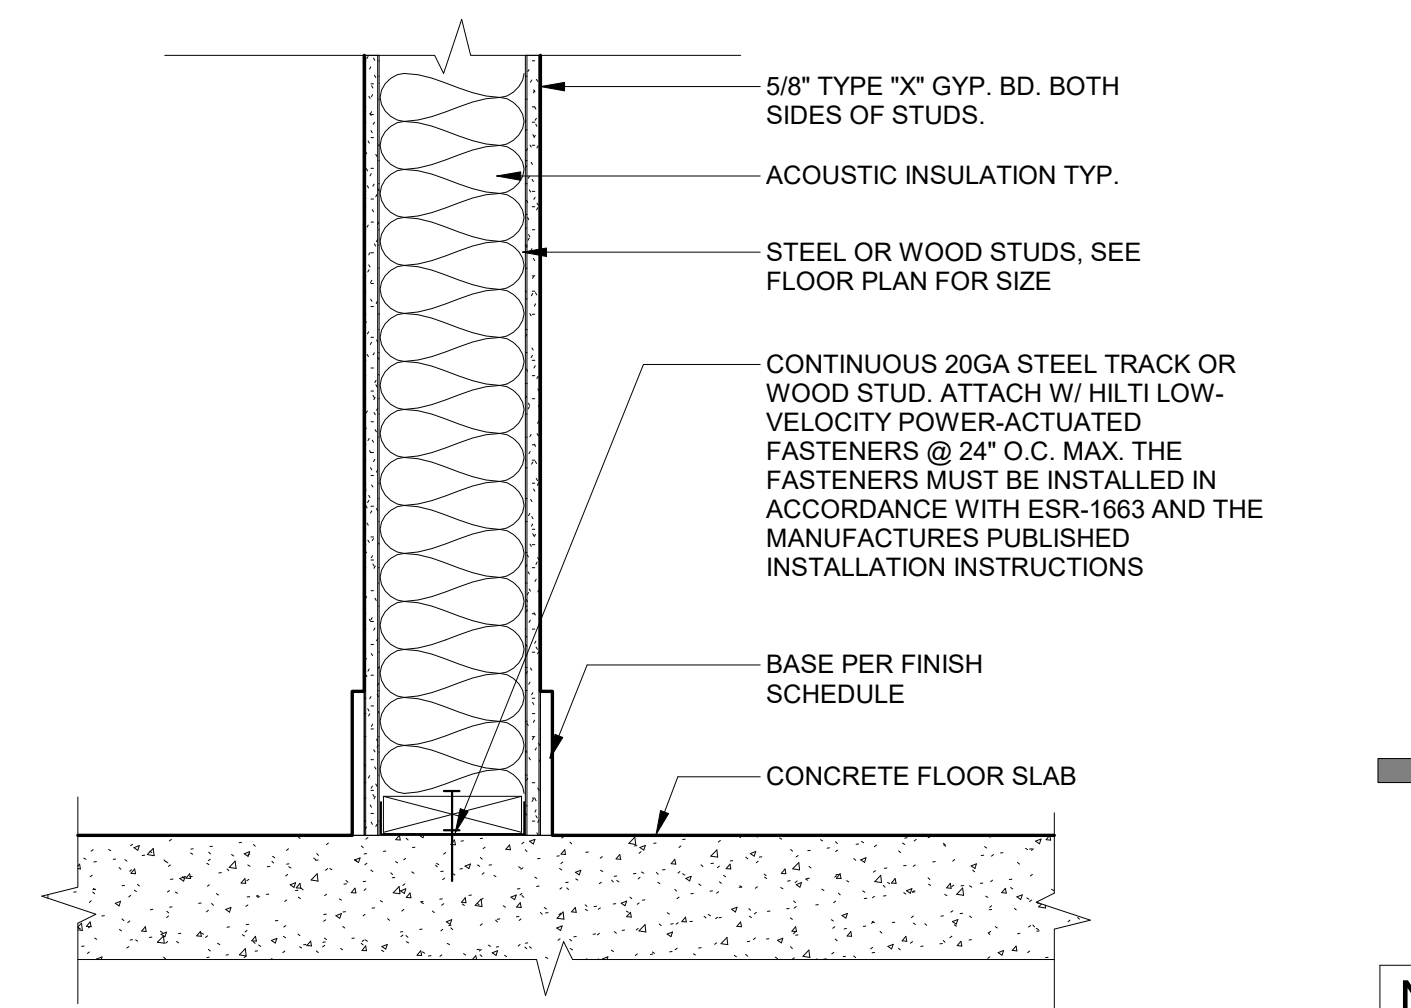 5/8" TYPE "X" GYP. BD. BOTH
SIDES OF STUDS.
ACOUSTIC INSULATION TYP.
STEEL OR WOOD STUDS, SEE
FLOOR PLAN FOR SIZE
CONTINUOUS 20GA STEEL TRACK OR
WOOD STUD. ATTACH W/ HILTI LOW-
VELOCITY POWER-ACTUATED
FASTENERS @ 24" O.C. MAX. THE
FASTENERS MUST BE INSTALLED IN
ACCORDANCE WITH ESR-1663 AND THE
MANUFACTURES PUBLISHED
INSTALLATION INSTRUCTIONS
BASE PER FINISH
SCHEDULE
CONCRETE FLOOR SLAB